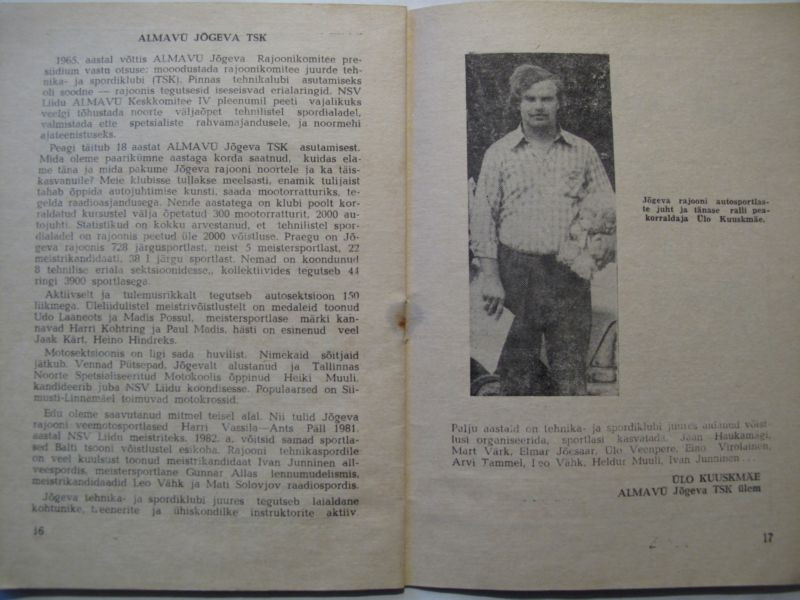 ALMAVÜ JÕGEVA TSK
1965. aastal võttis ALMAVÜ Jõgeva Rajoonikomitee pre-
siidium vastu otsuse: mooodustada rajoonikomitee juurde teh-
nika- ja spordiklubi (TSK). Pinnas tehnikalubi asutamiseks
oli soodne — rajoonis tegutsesid iseseisvad erialaringid. NSV
Liidu ALMAVÜ Keskkomitee IV pleenumil peeti vajalikuks
veelgi tõhustada noorte väljaõpet tehnilistel spordialadel,
valmistada ette spetsialiste rahvamajandusele, ja noormehi
ajateenistuseks.
Peagi täitub 18 aastat ALMAVÜ Jõgeva TSK asutamisest.
Mida oleme paarikümne aastaga korda saatnud, kuidas ela-
me täna ja mida pakume Jõgeva rajooni noortele ja ka täis-
kasvanuile? Meie klubisse tullakse meelsasti, enamik tulijaist
tahab õppida autojuhtimise kunsti, saada mootorratturiks, te-
gelda raadioasjandusega. Nende aastatega on klubi poolt kor-
raldatud kursustel välja õpetatud 300 mootorratturit, 2000 au-
tojuhti. Statistikud on kokku arvestanud, et tehnilistel spor-
dialadel on rajoonis peetud üle 2000 võistluse. Praegu on Jõ-
geva rajoonis 728 järgusportlast, neist 5 meistersportlast, 22
meistrikandidaati, 38 I järgu sportlast. Nemad on koondunud
8 tehnilise eriala sektsioonidesse,, kollektiivides tegutseb 44
ringi 3900 sportlasega.
Aktiivselt ja tulemusrikkalt tegutseb autosektsioon 150
liikmega. Üleliidulistel meistrivõistlustelt on medaleid toonud
Udo Laaneots ja Madis Possul, meistersportlase märki kan-
navad Harri Kohtring ja Paul Madis, hästi on esinenud veel
Jaak Kärt, Heino Hindreks.
Motosektsioonis on ligi sada huvilist. Nimekaid sõitjaid
jätkub. Vennad Pütsepad, Jõgevalt alustanud ja Tallinnas
Noorte Spetsialiseeritud Motokoolis õppinud Heiki Muuli,
kandideerib juba NSV Liidu koondisesse. Populaarsed on Sii-
musti-Linnamäel toimuvad motokrossid.
Edu oleme saavutanud mitmel teisel alal. Nii tulid Jõgeva
rajooni veemotosportlased Harri Vassila—Ants Päll 1981.
aastal NSV Liidu meistriteks. 1982. a. võitsid samad sportla-
sed Balti tsooni võistlustel esikoha. Rajooni tehnikaspordile
on veel kuulsust toonud meistrikandidaat Ivan Junninen all-
veespordis, meistersportlane Gunnar Allas lennumudelismis,
meistrikandidaadid Leo Vähk ja Mati Solovjov raadiospordis.
Jõgeva tehnika- ja spordiklubi juures tegutseb laialdane
kohtunike, treenerite ja ühiskondlike instruktorite aktiiv.
16
Jõgeva rajooni autosportlas-
te juht ja tänase ralli pea-
korraldaja Ülo Kuuskmäe.
Palju aastaid on tehnika- ja spordiklubi juures aidanud võist-
lusi organiseerida, sportlasi kasvatada, Jaan Haukamägi,
Mart Värk, Elmar Jõesaar, Ülo Veenpere, Eino Virolainen,
Arvi Tammel, Leo Vähk, Heldur Muuli, Ivan Junninen ...
ÜLO KUUSKMÄE
ALMAVÜ Jõgeva TSK ülem
17